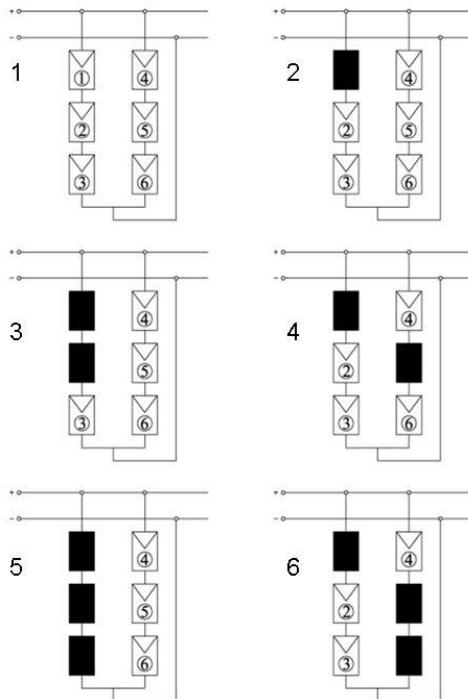 + +
- -
1 ① ④ 2 ④
② ⑤ ② ⑤
③ ⑥ ③ ⑥
+ +
- -
3 ④ 4 ④
⑤ ②
③ ⑥ ③ ⑥
+ +
- -
5 ④ 6 ④
⑤ ②
⑥ ③